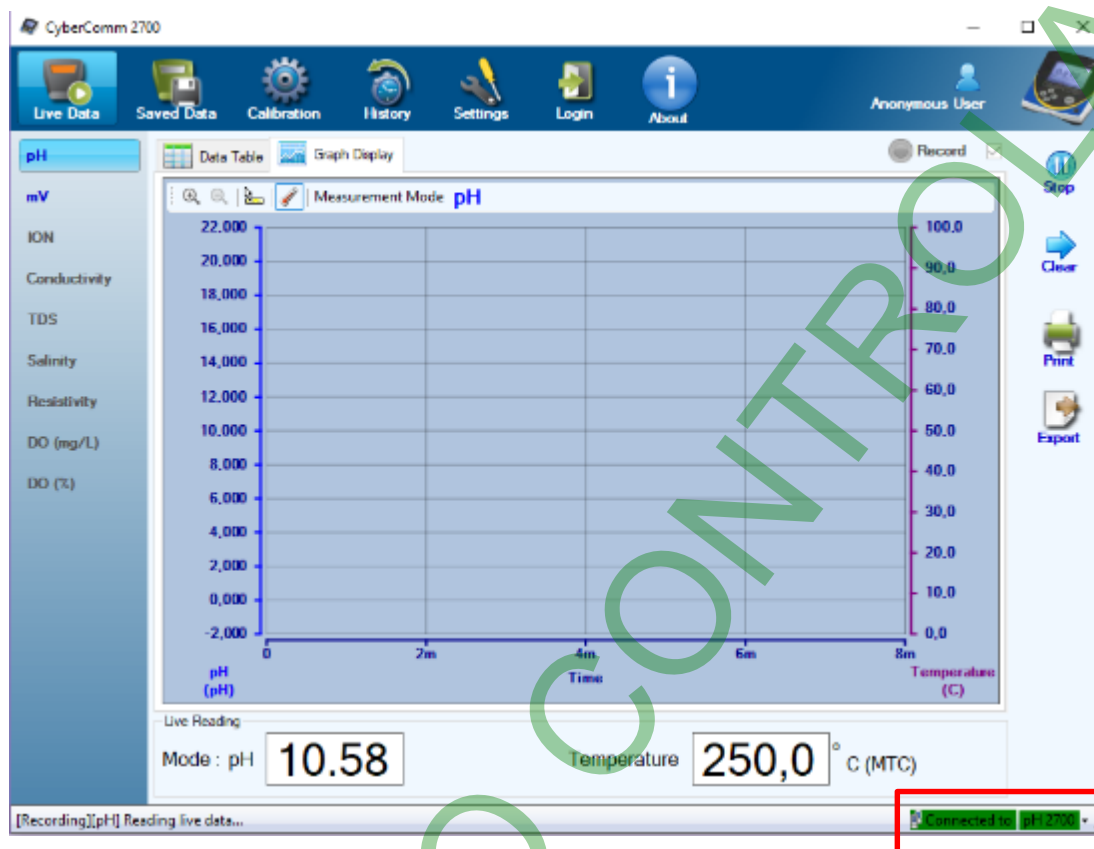 CyberComm 2700
Live Data Saved Data Calibration History Settings Login About Anonymous User
pH Data Table Graph Display Record
Stop
mV Measurement Mode pH
ION
Conductivity
TDS
Salinity
Resistivity
DO (mg/L)
DO (%)
Clear
Print
Export
22.000 100.0
20.000 90,0
18,000 80,0
16,000 70.0
14,000 60,0
12.000 50.0
10.000 40.0
8,000 30,0
6,000 20.0
4,000 10.0
2,000 0,0
0,000
-2,000
0 2m 4m 6m 8m
pH Time Temperature
(pH) (C)
Live Reading
Mode : pH 10.58 Temperature 250,0 ° C (MTC)
[Recording][pH] Reading live data... Connected to pH 2700